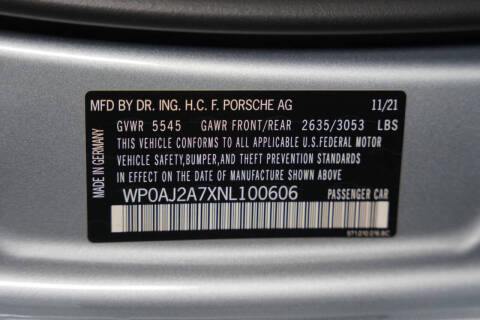 MFD BY DR. ING. H.C. F. PORSCHE AG 11/21
GVWR 5545 GAWR FRONT/REAR 2635/3053 LBS
THIS VEHICLE CONFORMS TO ALL APPLICABLE U.S.FEDERAL MOTOR
VEHICLE SAFETY,BUMPER,AND THEFT PREVENTION STANDARDS
IN EFFECT ON THE DATE OF MANUFACTURE SHOWN ABOVE
WP0AJ2A7XNL100606 PASSENGER CAR
MADE IN GERMANY